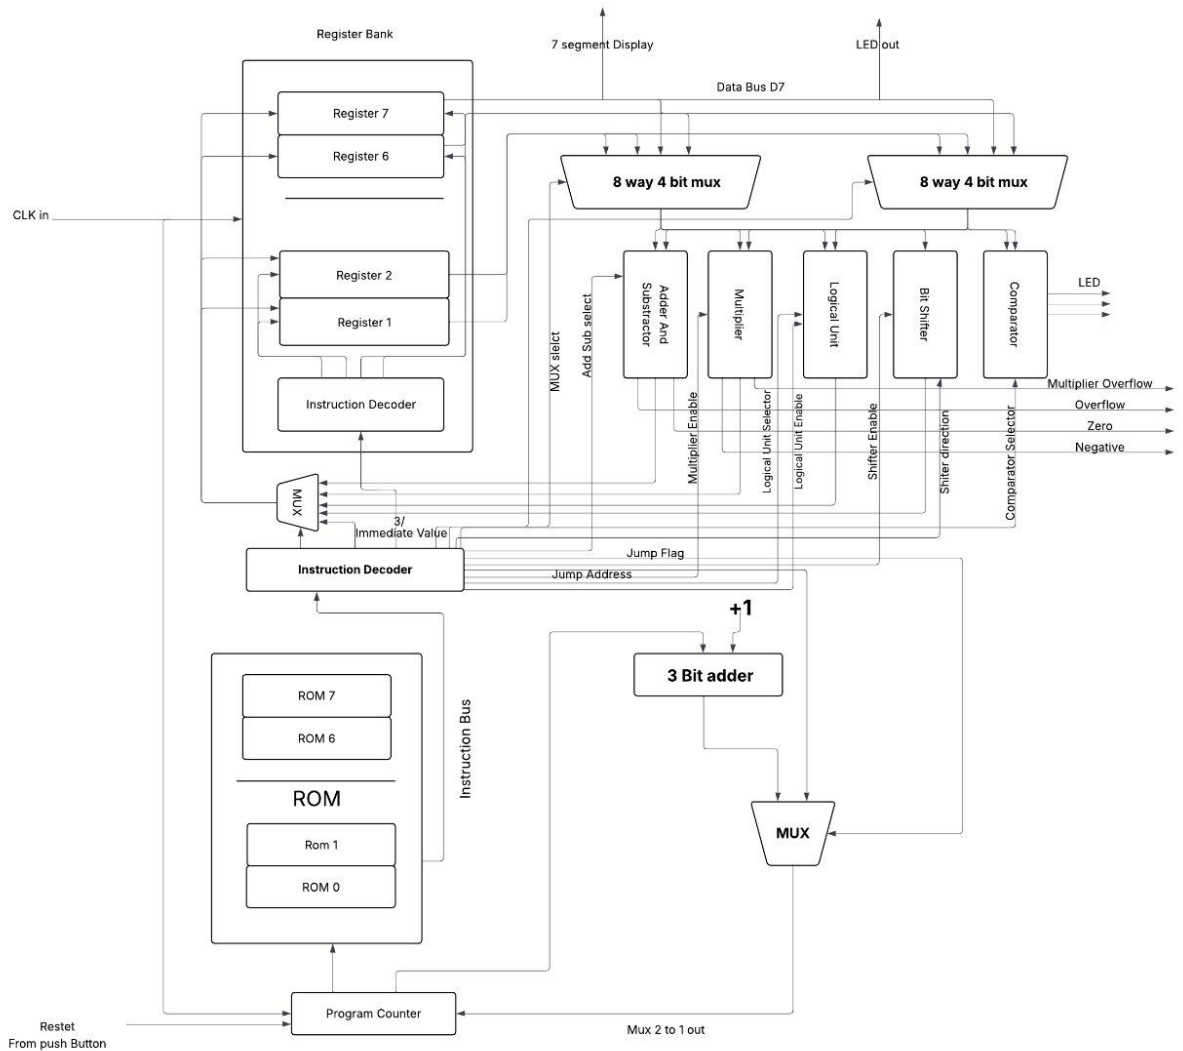 Register Bank
7 segment Display
LED out
Data Bus D7
Register 7
Register 6
8 way 4 bit mux
8 way 4 bit mux
CLK in
Register 2
Register 1
Adder And
Substractor
Multiplier
Logical Unit
Bit Shifter
Comparator
LED
MUX slelct
Add Sub select
Instruction Decoder
Multiplier Overflow
Overflow
Zero
Negative
Multiplier Enable
Logical Unit Selector
Logical Unit Enable
Shifter Enable
Shiter direction
Comparator Selector
MUX
3/
Immediate Value
Instruction Decoder
Jump Flag
Jump Address
+1
3 Bit adder
ROM 7
ROM 6
Instruction Bus
ROM
Rom 1
ROM 0
MUX
Program Counter
Restet
From push Button
Mux 2 to 1 out